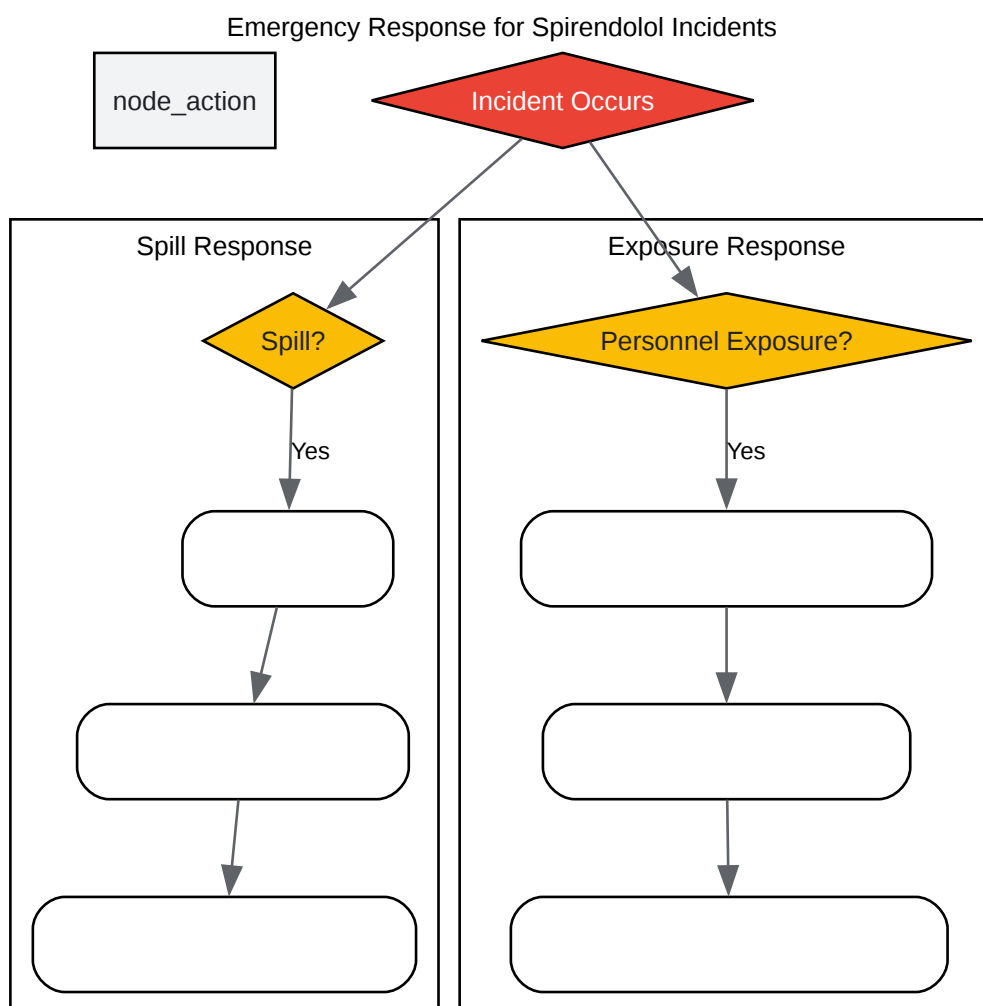 Emergency Response for Spirendolol Incidents
node_action
Incident Occurs
Spill Response
Exposure Response
Spill?
Personnel Exposure?
Yes
Yes